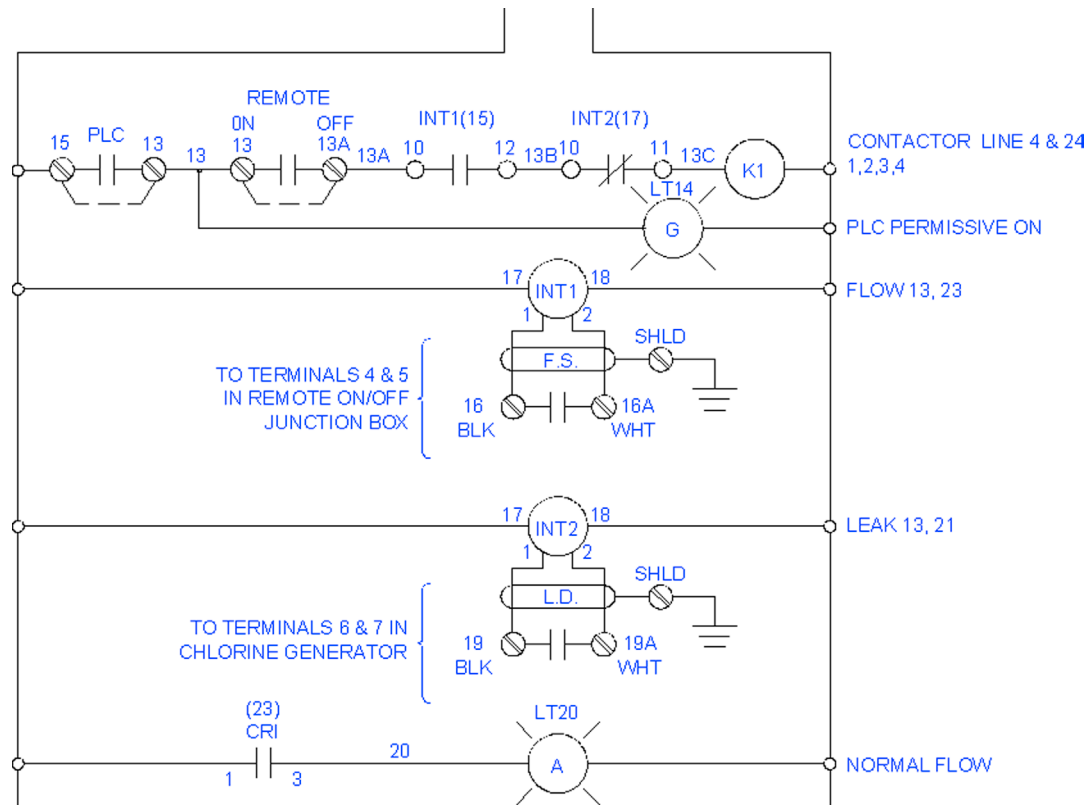 REMOTE
ON OFF
15 PLC 13 13 13 13A 13A
INT1(15)
10 12 13B
INT2(17)
10 11 13C
K1
CONTACTOR LINE 4 & 24
1,2,3,4
LT14
G
PLC PERMISSIVE ON
17 INT1 18
1 2
FLOW 13, 23
F.S.
SHLD
TO TERMINALS 4 & 5
IN REMOTE ON/OFF
JUNCTION BOX
16 16A
BLK WHT
17 INT2 18
1 2
LEAK 13, 21
L.D.
SHLD
TO TERMINALS 6 & 7 IN
CHLORINE GENERATOR
19 19A
BLK WHT
(23)
CRI
1 3
20
LT20
A
NORMAL FLOW